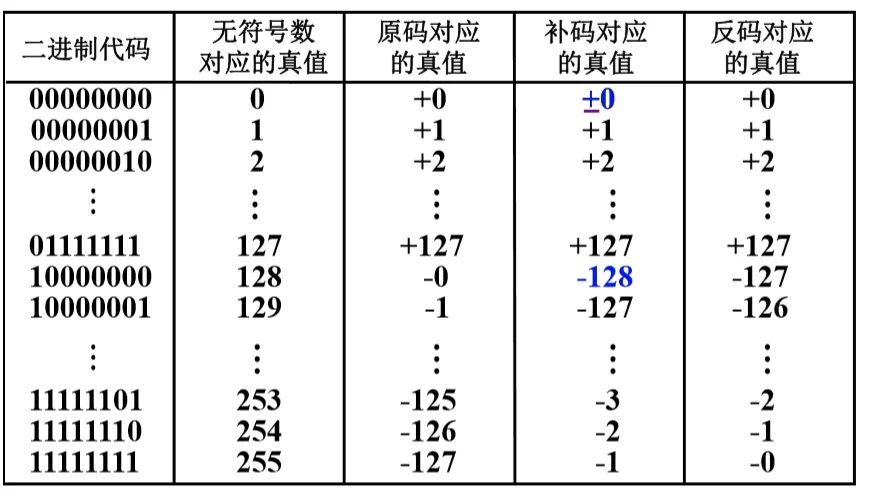 二进制代码 无符号数对应的真值 原码对应的真值 补码对应的真值 反码对应的真值
00000000 0 +0 ±0 +0
00000001 1 +1 +1 +1
00000010 2 +2 +2 +2
⋮ ⋮ ⋮ ⋮ ⋮
01111111 127 +127 +127 +127
10000000 128 -0 -128 -127
10000001 129 -1 -127 -126
⋮ ⋮ ⋮ ⋮ ⋮
11111101 253 -125 -3 -2
11111110 254 -126 -2 -1
11111111 255 -127 -1 -0